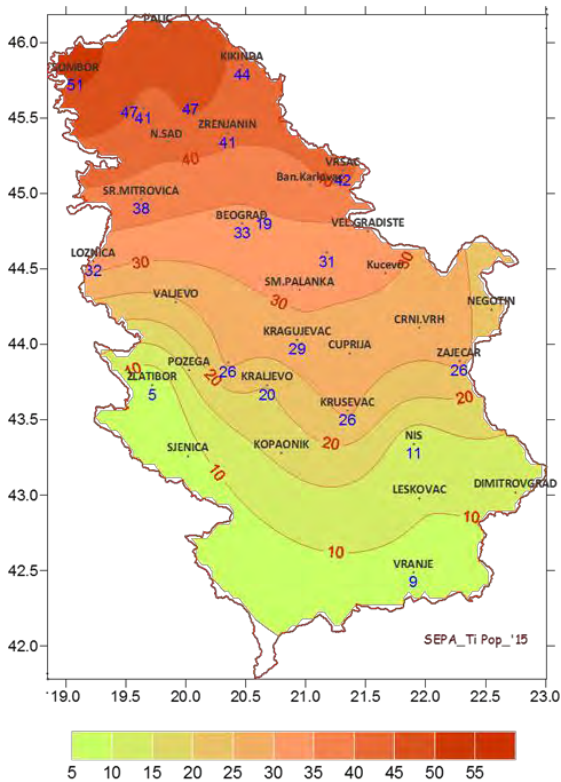 PALIC
46.0
SOMBOR
KIKINDA
51
44
45.5
47
41
47
ZRENJANIN
N.SAD
41
40
VRSAC
Ban.Karlovac
42
45.0
SR.MITROVICA
38
BEOGRAD
19
33
VEL.GRADISTE
LOZNICA
32
30
31
Kucevo
30
44.5
SM.PALANKA
30
VALJEVO
NEGOTIN
CRNI.VRH
KRAGUJEVAC
29
CUPRIJA
44.0
ZAJECAR
10
POZEGA
26
26
ZLATIBOR
5
20
KRALJEVO
20
20
KRUSEVAC
26
43.5
20
NIS
11
SJENICA
KOPAONIK
10
DIMITROVGRAD
43.0
LESKOVAC
10
10
42.5
VRANJE
9
42.0
SEPA_Ti Pop_'15
19.0 19.5 20.0 20.5 21.0 21.5 22.0 22.5 23.0
5 10 15 20 25 30 35 40 45 50 55